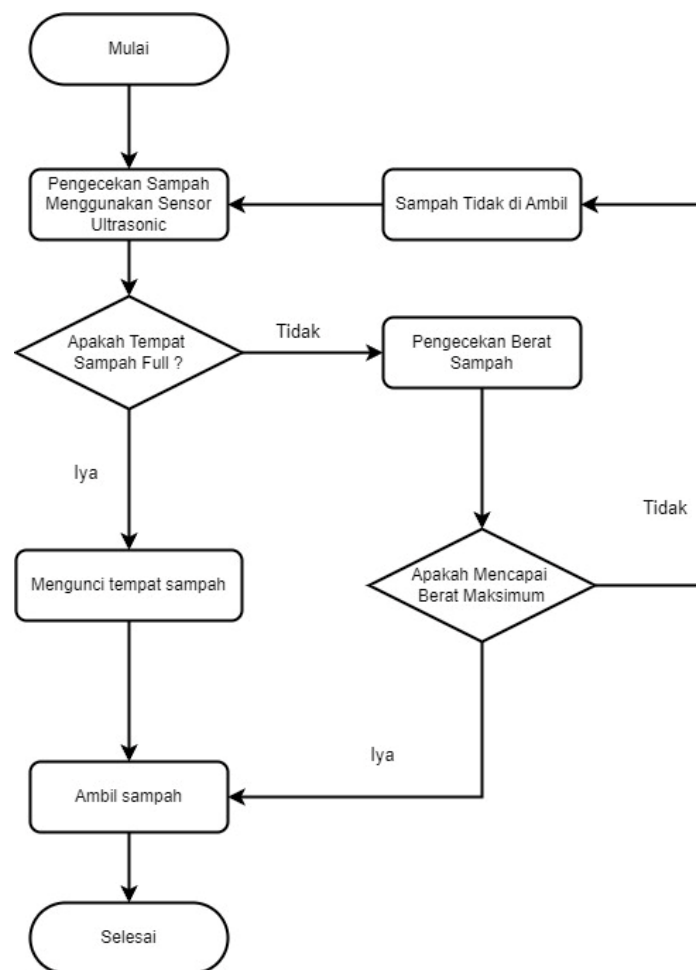 Mulai
Pengecekan Sampah
Menggunakan Sensor
Ultrasonic
Sampah Tidak di Ambil
Apakah Tempat
Sampah Full ?
Tidak
Pengecekan Berat
Sampah
Iya
Tidak
Mengunci tempat sampah
Apakah Mencapai
Berat Maksimum
Iya
Ambil sampah
Selesai